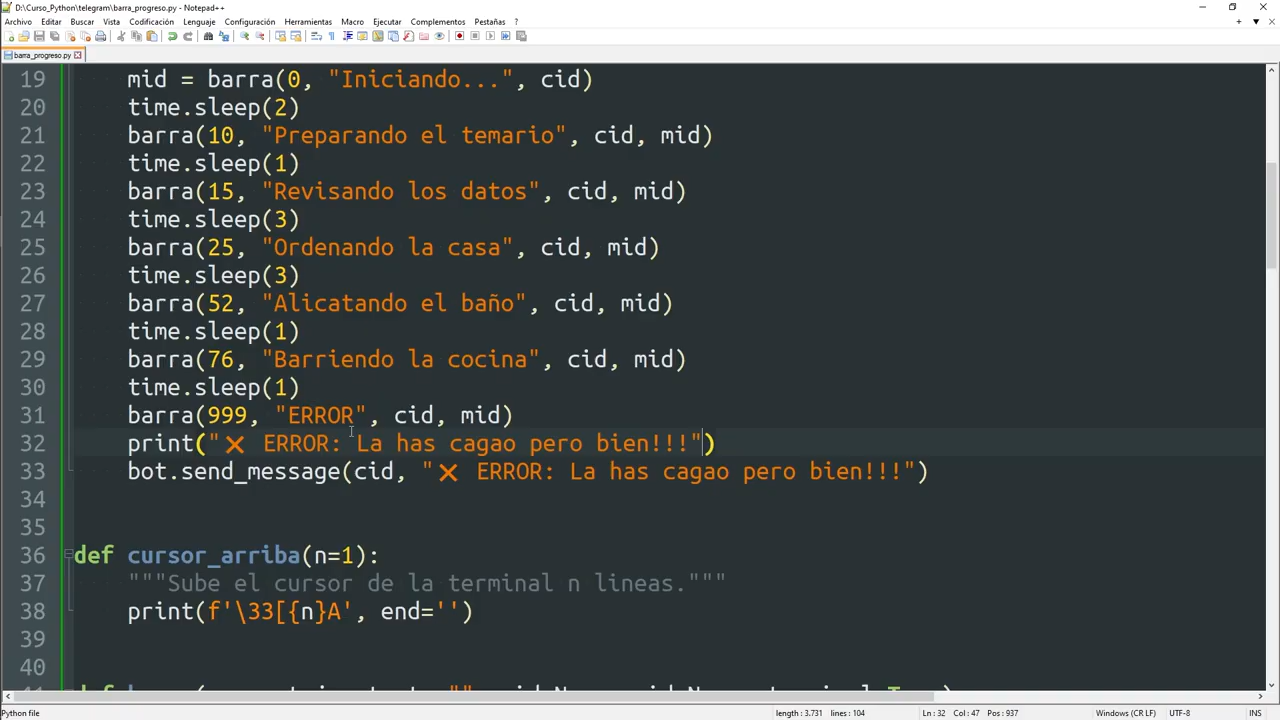 D:\Curso_Python\telegram\barra_progreso.py - Notepad++
Archivo Editar Buscar Vista Codificación Lenguaje Configuración Herramientas Macro Ejecutar Complementos Pestañas ?
barra_progreso.py
19 mid = barra(0, "Iniciando...", cid)
20 time.sleep(2)
21 barra(10, "Preparando el temario", cid, mid)
22 time.sleep(1)
23 barra(15, "Revisando los datos", cid, mid)
24 time.sleep(3)
25 barra(25, "Ordenando la casa", cid, mid)
26 time.sleep(3)
27 barra(52, "Alicatando el baño", cid, mid)
28 time.sleep(1)
29 barra(76, "Barriendo la cocina", cid, mid)
30 time.sleep(1)
31 barra(999, "ERROR", cid, mid)
32 print("❌ ERROR: La has cagao pero bien!!!")
33 bot.send_message(cid, "❌ ERROR: La has cagao pero bien!!!")
34
35
36 def cursor_arriba(n=1):
37 """Sube el cursor de la terminal n lineas."""
38 print(f'\33[{n}A', end='')
39
40
Python file length : 3.731 lines : 104 Ln : 32 Col : 47 Pos : 937 Windows (CR LF) UTF-8 INS